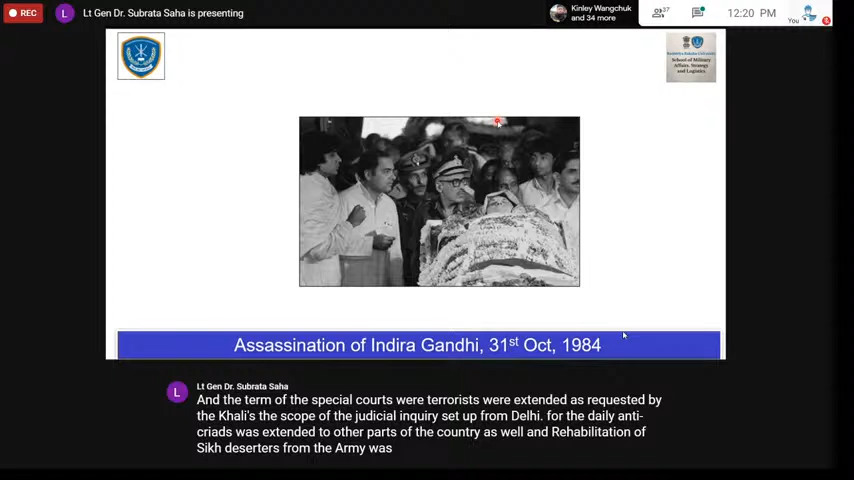 REC
L
Lt Gen Dr. Subrata Saha is presenting
Kinley Wangchuk
and 34 more
37
12:20 PM
You
School of Military
Affairs, Strategy
and Logistics
Assassination of Indira Gandhi, 31st Oct, 1984
L
Lt Gen Dr. Subrata Saha
And the term of the special courts were terrorists were extended as requested by
the Khali's the scope of the judicial inquiry set up from Delhi. for the daily anti-
criads was extended to other parts of the country as well and Rehabilitation of
Sikh deserters from the Army was